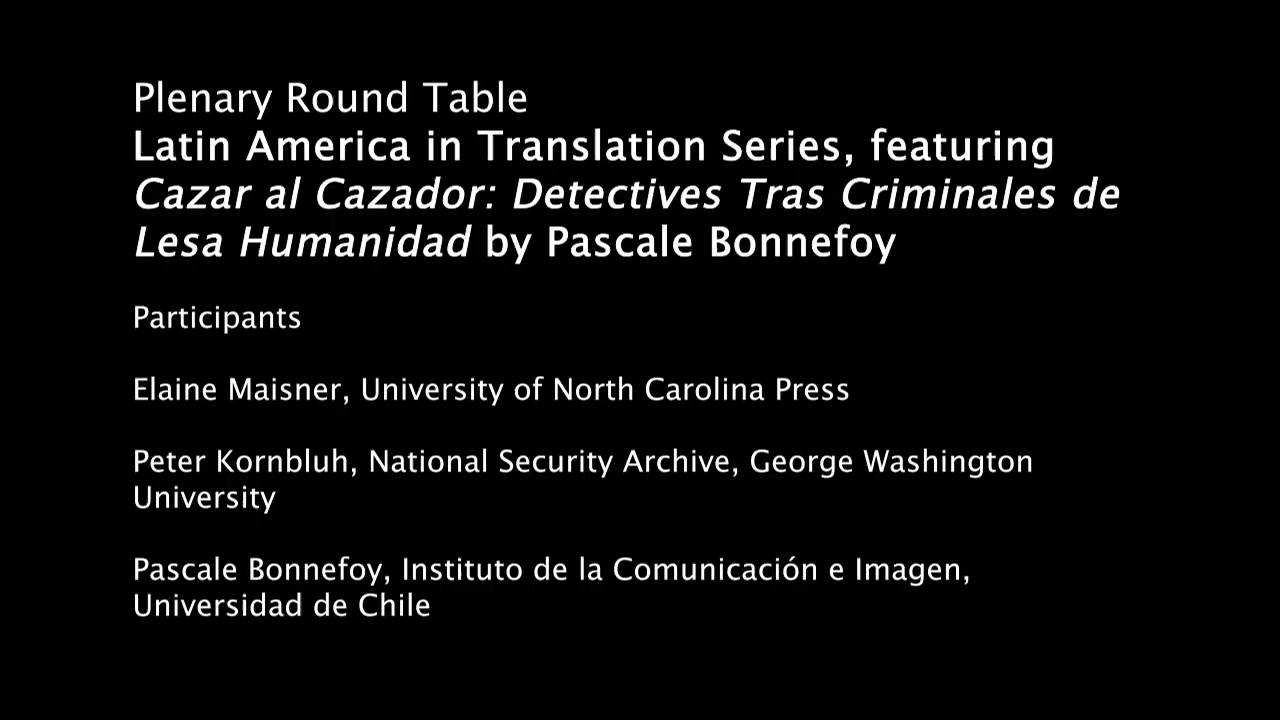 Plenary Round Table
Latin America in Translation Series, featuring
Cazar al Cazador: Detectives Tras Criminales de
Lesa Humanidad by Pascale Bonnefoy
Participants
Elaine Maisner, University of North Carolina Press
Peter Kornbluh, National Security Archive, George Washington
University
Pascale Bonnefoy, Instituto de la Comunicación e Imagen,
Universidad de Chile